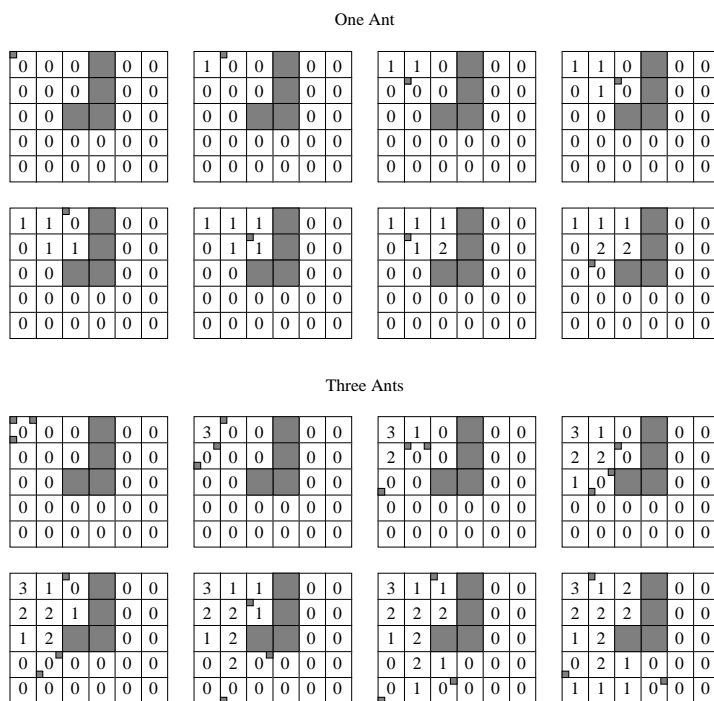 One Ant
0 0 0 0 0 1 0 0 0 0 1 1 0 0 0 1 1 0 0 0
0 0 0 0 0 0 0 0 0 0 0 0 0 0 0 0 1 0 0 0
0 0 0 0 0 0 0 0 0 0 0 0 0 0 0 0
0 0 0 0 0 0 0 0 0 0 0 0 0 0 0 0 0 0 0 0 0 0 0 0
0 0 0 0 0 0 0 0 0 0 0 0 0 0 0 0 0 0 0 0 0 0 0 0
1 1 0 0 0 1 1 1 0 0 1 1 1 0 0 1 1 1 0 0
0 1 1 0 0 0 1 1 0 0 0 1 2 0 0 0 2 2 0 0
0 0 0 0 0 0 0 0 0 0 0 0 0 0 0 0
0 0 0 0 0 0 0 0 0 0 0 0 0 0 0 0 0 0 0 0 0 0 0 0
0 0 0 0 0 0 0 0 0 0 0 0 0 0 0 0 0 0 0 0 0 0 0 0
Three Ants
0 0 0 0 0 3 0 0 0 0 3 1 0 0 0 3 1 0 0 0
0 0 0 0 0 0 0 0 0 0 2 0 0 0 0 2 2 0 0 0
0 0 0 0 0 0 0 0 0 0 0 0 1 0 0 0
0 0 0 0 0 0 0 0 0 0 0 0 0 0 0 0 0 0 0 0 0 0 0 0
0 0 0 0 0 0 0 0 0 0 0 0 0 0 0 0 0 0 0 0 0 0 0 0
3 1 0 0 0 3 1 1 0 0 3 1 1 0 0 3 1 2 0 0
2 2 1 0 0 2 2 1 0 0 2 2 2 0 0 2 2 2 0 0
1 2 0 0 1 2 0 0 1 2 0 0 1 2 0 0
0 0 0 0 0 0 0 2 0 0 0 0 0 2 1 0 0 0 0 2 1 0 0 0
0 0 0 0 0 0 0 0 0 0 0 0 0 1 0 0 0 0 1 1 1 0 0 0